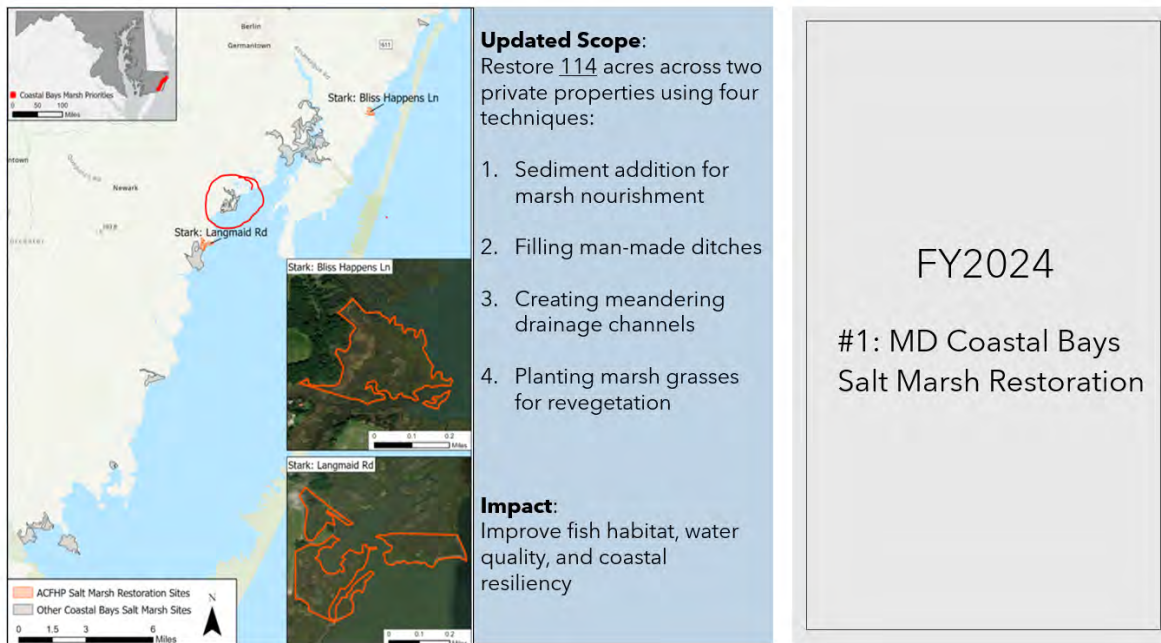 Berlin
Germantown
611
Coastal Bays Marsh Priorities
0 50 100
Miles
Stark: Bliss Happens Ln
Newark
Stark: Langmaid Rd
Stark: Bliss Happens Ln
0 0.1 0.2
Miles
Stark: Langmaid Rd
0 0.1 0.2
Miles
ACFHP Salt Marsh Restoration Sites
Other Coastal Bays Salt Marsh Sites
N
0 1.5 3 6
Miles
Updated Scope:
Restore 114 acres across two
private properties using four
techniques:
1. Sediment addition for
marsh nourishment
2. Filling man-made ditches
3. Creating meandering
drainage channels
4. Planting marsh grasses
for revegetation
Impact:
Improve fish habitat, water
quality, and coastal
resiliency
FY2024
#1: MD Coastal Bays
Salt Marsh Restoration